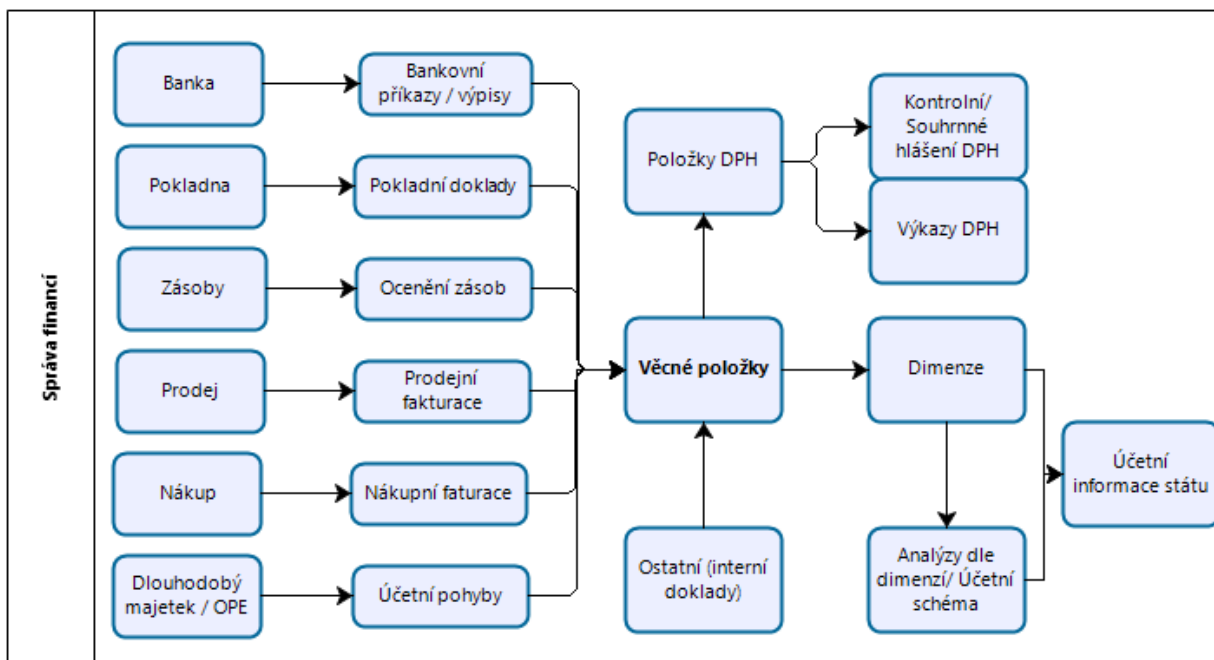 Správa financí
Banka
Bankovní
příkazy / výpisy
Pokladna
Pokladní doklady
Zásoby
Ocenění zásob
Prodej
Prodejní
fakturace
Nákup
Nákupní faturace
Dlouhodobý
majetek / OPE
Účetní pohyby
Položky DPH
Kontrolní/
Souhrnné
hlášení DPH
Výkazy DPH
Věcné položky
Dimenze
Ostatní (interní
doklady)
Analýzy dle
dimenzí/ Účetní
schéma
Účetní
informace státu